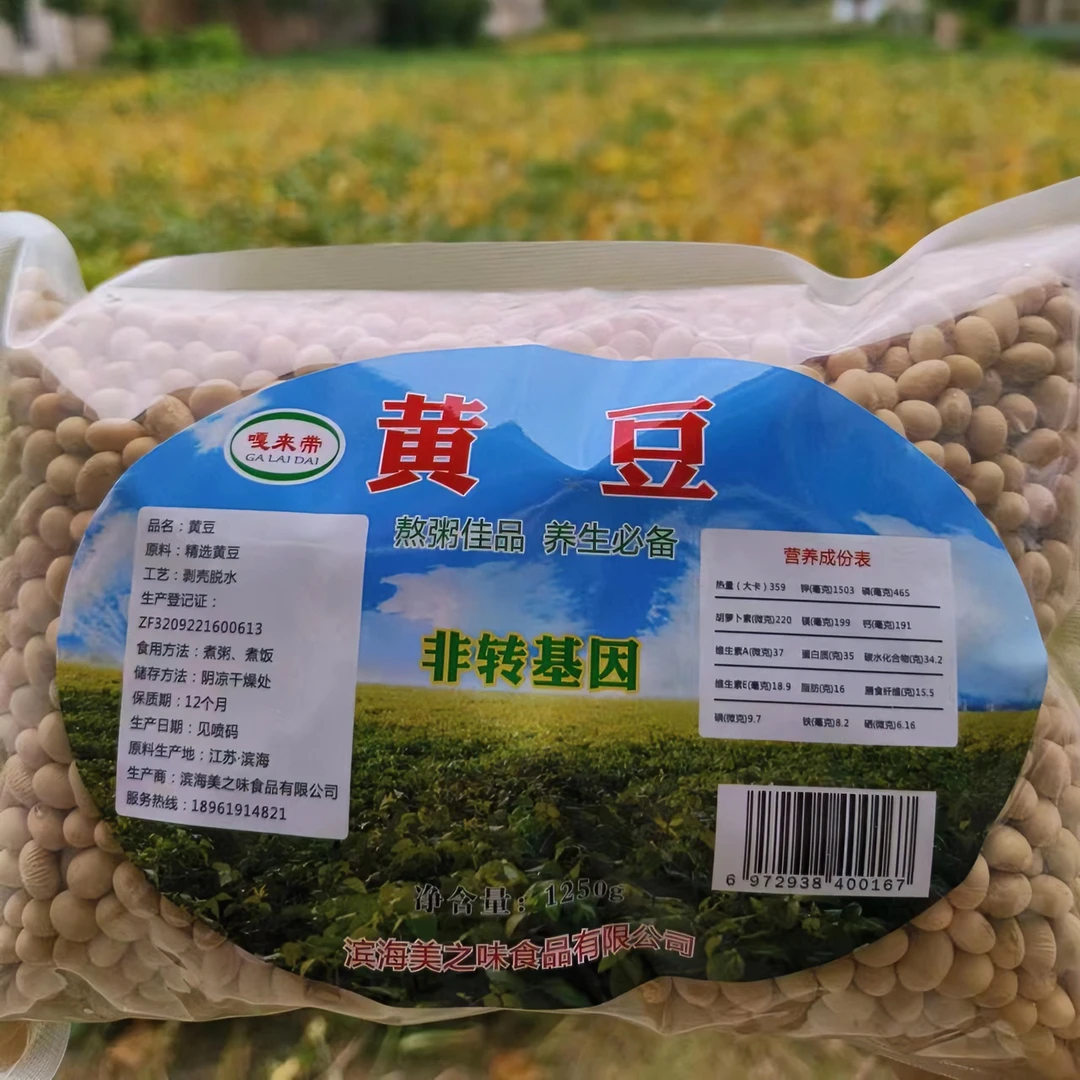 嘎来带
GA LAI DAI
黄豆
熬粥佳品 养生必备
非转基因
品名：黄豆
原料：精选黄豆
工艺：剥壳脱水
生产登记证：
ZF3209221600613
食用方法：煮粥、煮饭
储存方法：阴凉干燥处
保质期：12个月
生产日期：见喷码
原料生产地：江苏·滨海
生产商：滨海美之味食品有限公司
服务热线：18961914821
营养成份表
热量（大卡）359 钾(毫克)1503 磷(毫克)465
胡萝卜素(微克)220 镁(毫克)199 钙(毫克)191
维生素A(微克)37 蛋白质(克)35 碳水化合物(克)34.2
维生素E(毫克)18.9 脂肪(克)16 膳食纤维(克)15.5
碘(微克)9.7 铁(毫克)8.2 硒(微克)6.16
6 972938 400167
净含量：1250g
滨海美之味食品有限公司